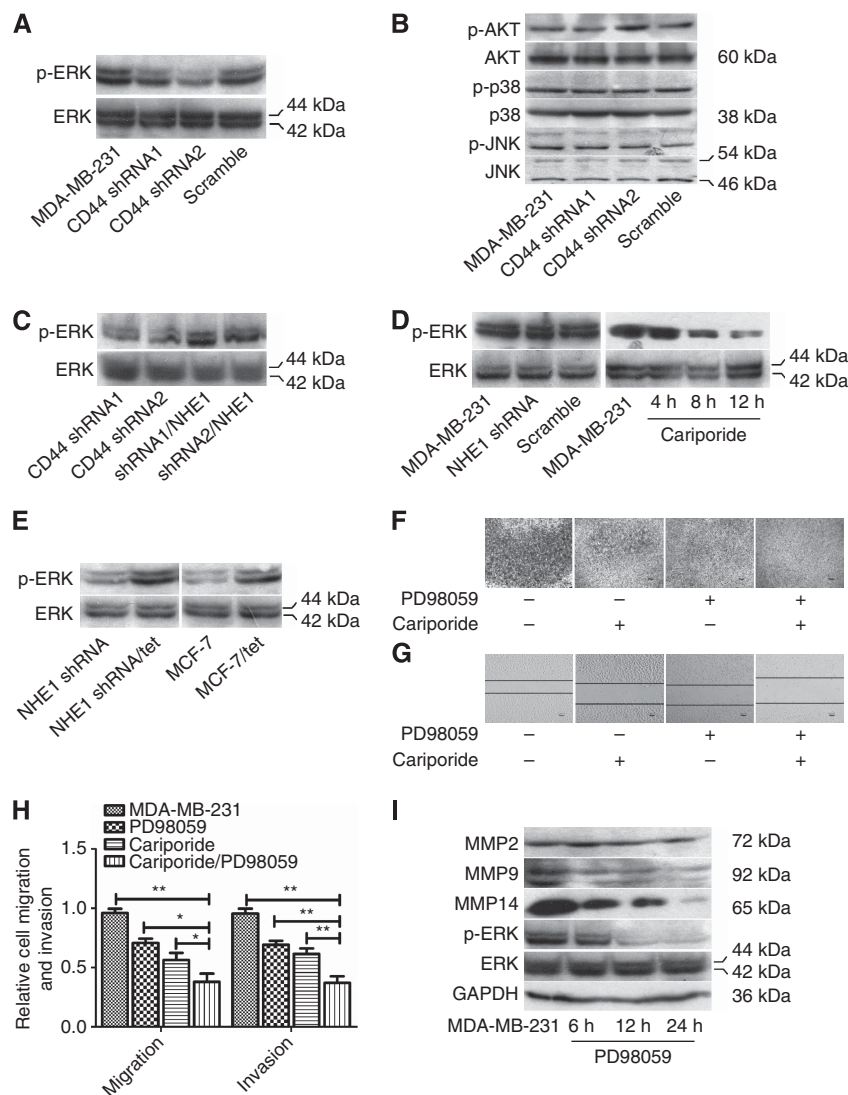 A
p-ERK
ERK
44 kDa
42 kDa
MDA-MB-231
CD44 shRNA1
CD44 shRNA2
Scramble
B
p-AKT
AKT
60 kDa
p-p38
p38
38 kDa
p-JNK
54 kDa
JNK
46 kDa
MDA-MB-231
CD44 shRNA1
CD44 shRNA2
Scramble
C
p-ERK
ERK
44 kDa
42 kDa
CD44 shRNA1
CD44 shRNA2
shRNA1/NHE1
shRNA2/NHE1
D
p-ERK
ERK
44 kDa
42 kDa
MDA-MB-231
NHE1 shRNA
Scramble
MDA-MB-231
4 h 8 h 12 h
Cariporide
E
p-ERK
ERK
44 kDa
42 kDa
NHE1 shRNA
NHE1 shRNA/tet
MCF-7
MCF-7/tet
F
PD98059 – – + +
Cariporide – + – +
G
PD98059 – – + +
Cariporide – + – +
H
MDA-MB-231
PD98059
Cariporide
Cariporide/PD98059
Relative cell migration
and invasion
1.5
1.0
0.5
0.0
** * *
** ** **
Migration
Invasion
I
MMP2 72 kDa
MMP9 92 kDa
MMP14 65 kDa
p-ERK
44 kDa
ERK
42 kDa
GAPDH 36 kDa
MDA-MB-231 6 h 12 h 24 h
PD98059